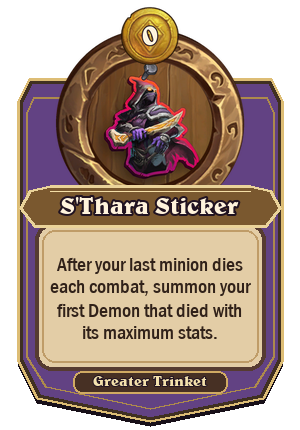 0
S'Thara Sticker
After your last minion dies
each combat, summon your
first Demon that died with
its maximum stats.
Greater Trinket